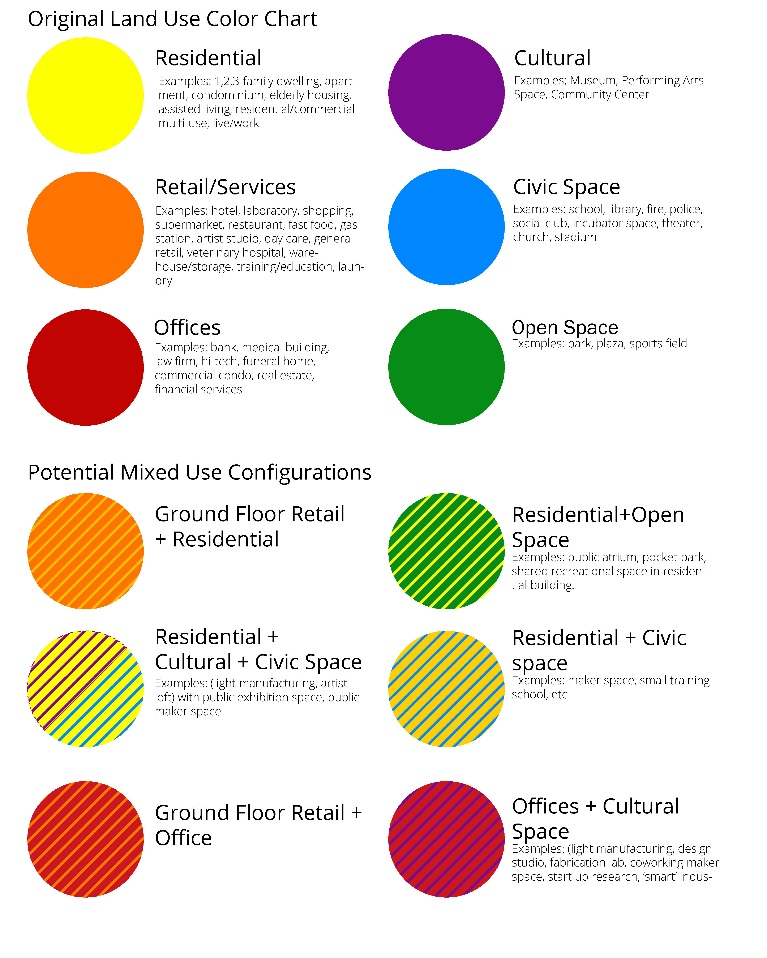 Original Land Use Color Chart
Residential
Examples: 1,2,3 family dwelling, apart
ment, condominium, elderly housing,
assisted living, residential/commercial
multi use, live/work
Cultural
Examples: Museum, Performing Arts
Space, Community Center
Retail/Services
Examples: hotel, laboratory, shopping,
supermarket, restaurant, fast food, gas
station, artist studio, day care, general
retail, veterinary hospital, ware-
house/storage, training/education, laun-
dry
Civic Space
Examples: school, library, fire, police,
social club, incubator space, theater,
church, stadium
Offices
Examples: bank, medical building,
law firm, hi tech, funeral home,
commercial condo, real estate,
financial services
Open Space
Examples: park, plaza, sports field
Potential Mixed Use Configurations
Ground Floor Retail
+ Residential
Residential+Open
Space
Examples: public atrium, pocket park,
shared recreational space in residen
tial building.
Residential +
Cultural + Civic Space
Examples: (light manufacturing, artist
loft) with public exhibition space, public
maker space
Residential + Civic
space
Examples: maker space, small training
school, etc
Ground Floor Retail +
Office
Offices + Cultural
Space
Examples: (light manufacturing, design
studio, fabrication lab, coworking maker
space, start up research, 'smart' indus-